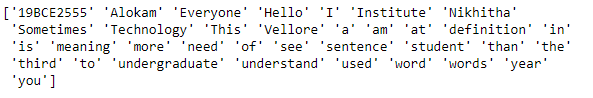 ['19BCE2555' 'Alokam' 'Everyone' 'Hello' 'I' 'Institute' 'Nikhitha'
'Sometimes' 'Technology' 'This' 'Vellore' 'a' 'am' 'at' 'definition' 'in'
'is' 'meaning' 'more' 'need' 'of' 'see' 'sentence' 'student' 'than' 'the'
'third' 'to' 'undergraduate' 'understand' 'used' 'word' 'words' 'year'
'you']